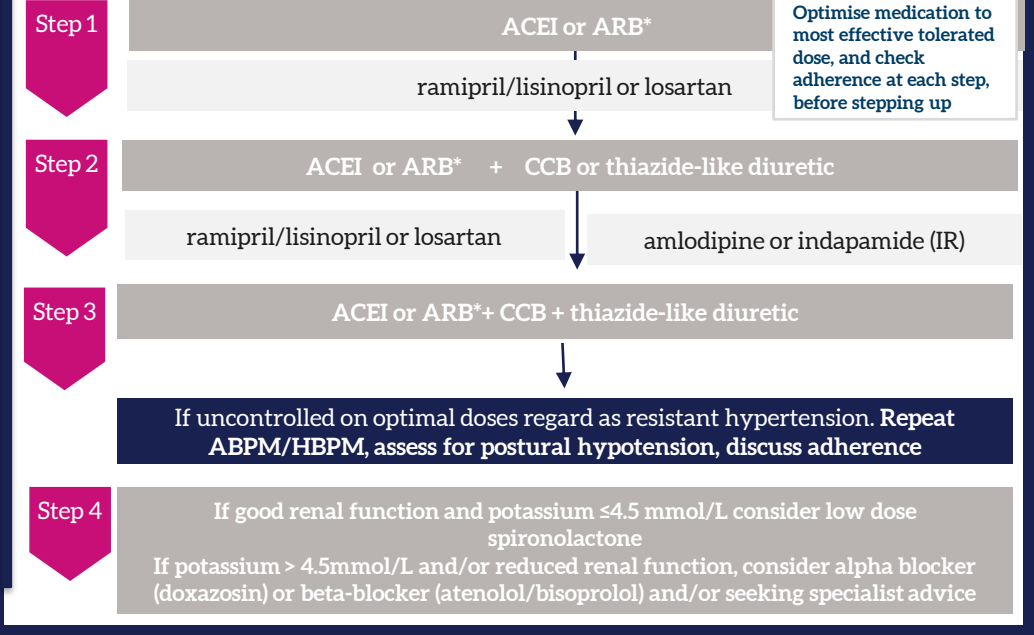 Step 1
ACEI or ARB*
Optimise medication to
most effective tolerated
dose, and check
adherence at each step,
before stepping up
ramipril/lisinopril or losartan
Step 2
ACEI or ARB* + CCB or thiazide-like diuretic
ramipril/lisinopril or losartan
amlodipine or indapamide (IR)
Step 3
ACEI or ARB*+ CCB + thiazide-like diuretic
If uncontrolled on optimal doses regard as resistant hypertension. Repeat
ABPM/HBPM, assess for postural hypotension, discuss adherence
Step 4
If good renal function and potassium ≤4.5 mmol/L consider low dose
spironolactone
If potassium > 4.5mmol/L and/or reduced renal function, consider alpha blocker
(doxazosin) or beta-blocker (atenolol/bisoprolol) and/or seeking specialist advice